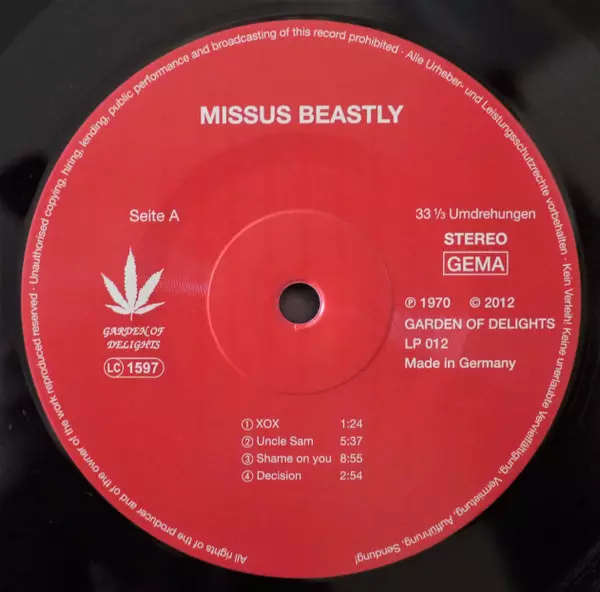 All rights of the producer and of the owner of the work reproduced reserved · Unauthorised copying, hiring, lending, public performance and broadcasting of this record prohibited · Alle Urheber- und Leistungsschutzrechte vorbehalten · Kein Verleih! Keine unerlaubte Vervielfältigung, Vermietung, Aufführung, Sendung!
MISSUS BEASTLY
Seite A
33 1/3 Umdrehungen
STEREO
GEMA
GARDEN OF
DELIGHTS
LC 1597
℗ 1970 © 2012
GARDEN OF DELIGHTS
LP 012
Made in Germany
① XOX 1:24
② Uncle Sam 5:37
③ Shame on you 8:55
④ Decision 2:54